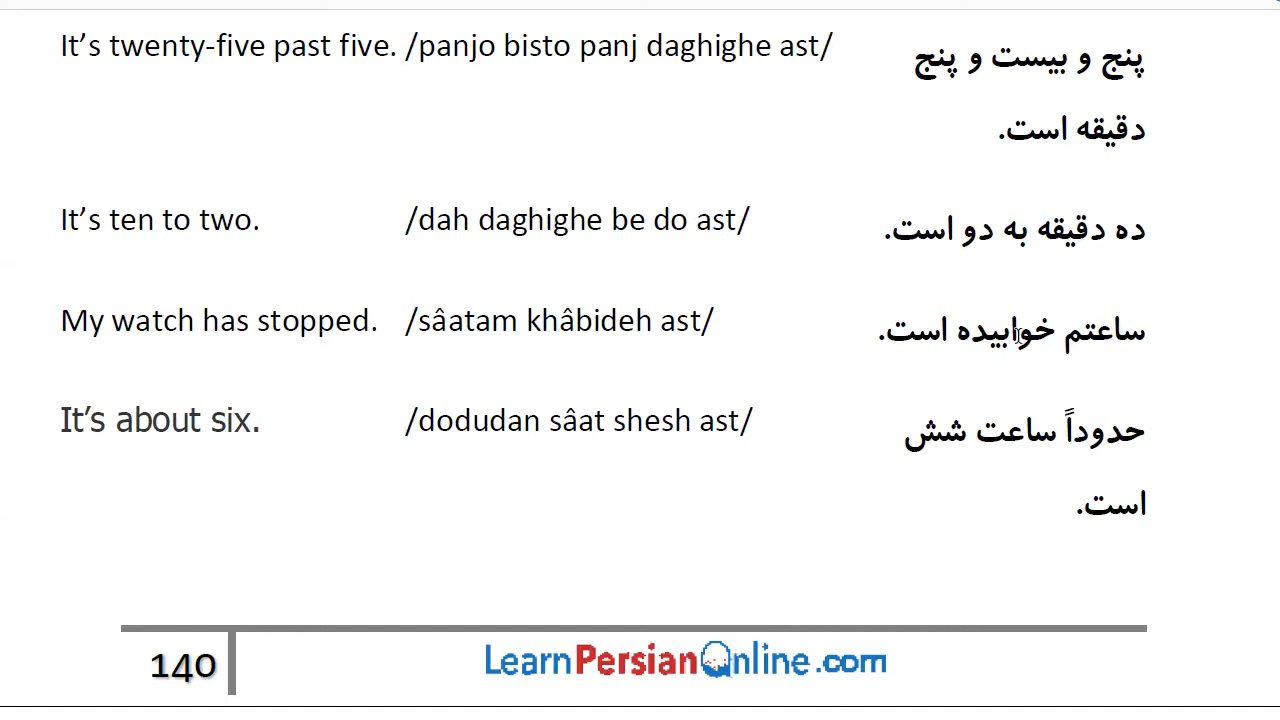 It’s twenty-five past five. /panjo bisto panj daghighe ast/ پنج و بیست و پنج
دقیقه است.
It’s ten to two. /dah daghighe be do ast/ ده دقیقه به دو است.
My watch has stopped. /sâatam khâbideh ast/ ساعتم خوابیده است.
It’s about six. /dodudan sâat shesh ast/ حدوداً ساعت شش
است.
140 LearnPersianOnline.com